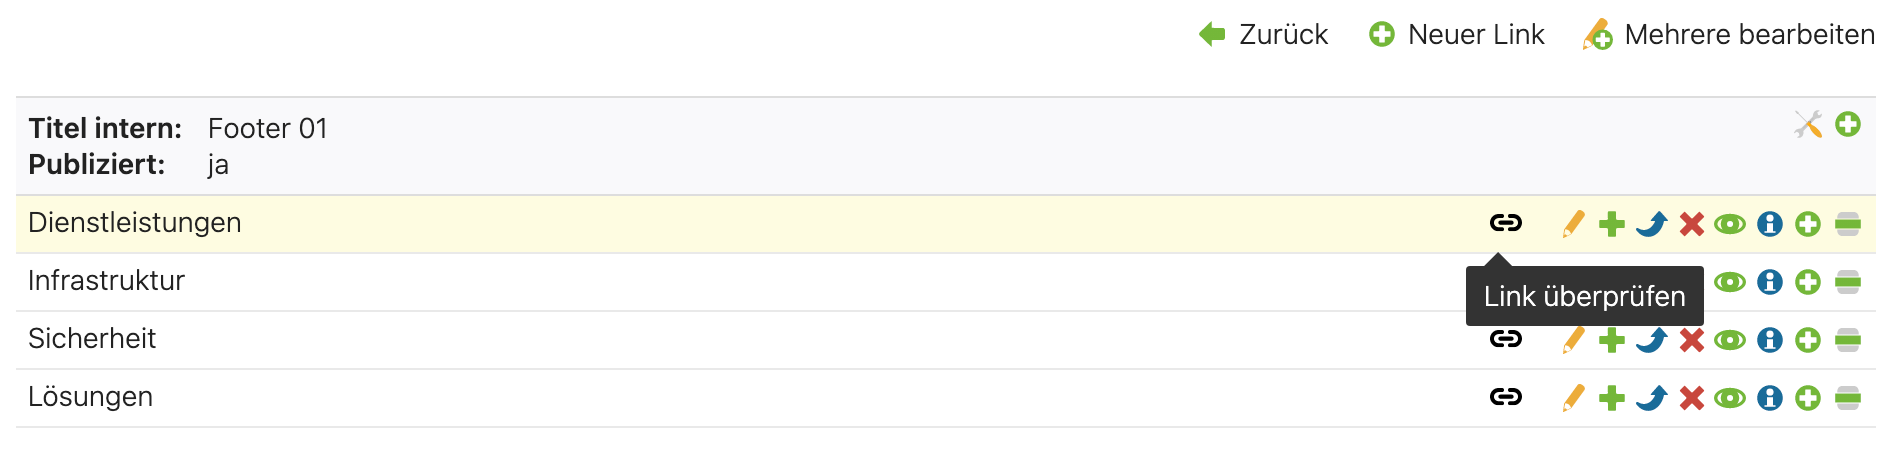 Zurück Neuer Link Mehrere bearbeiten
Titel intern: Footer 01
Publiziert: ja
Dienstleistungen
Infrastruktur
Link überprüfen
Sicherheit
Lösungen